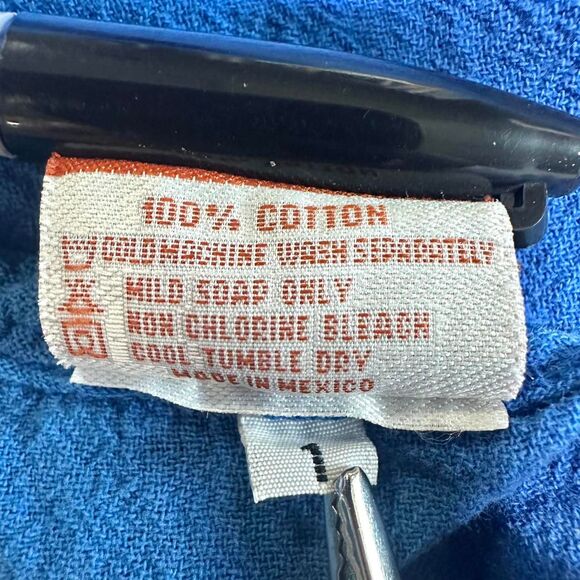 100% COTTON
COLD MACHINE WASH SEPARATELY
MILD SOAP ONLY
NON CHLORINE BLEACH
COOL TUMBLE DRY
MADE IN MEXICO
1